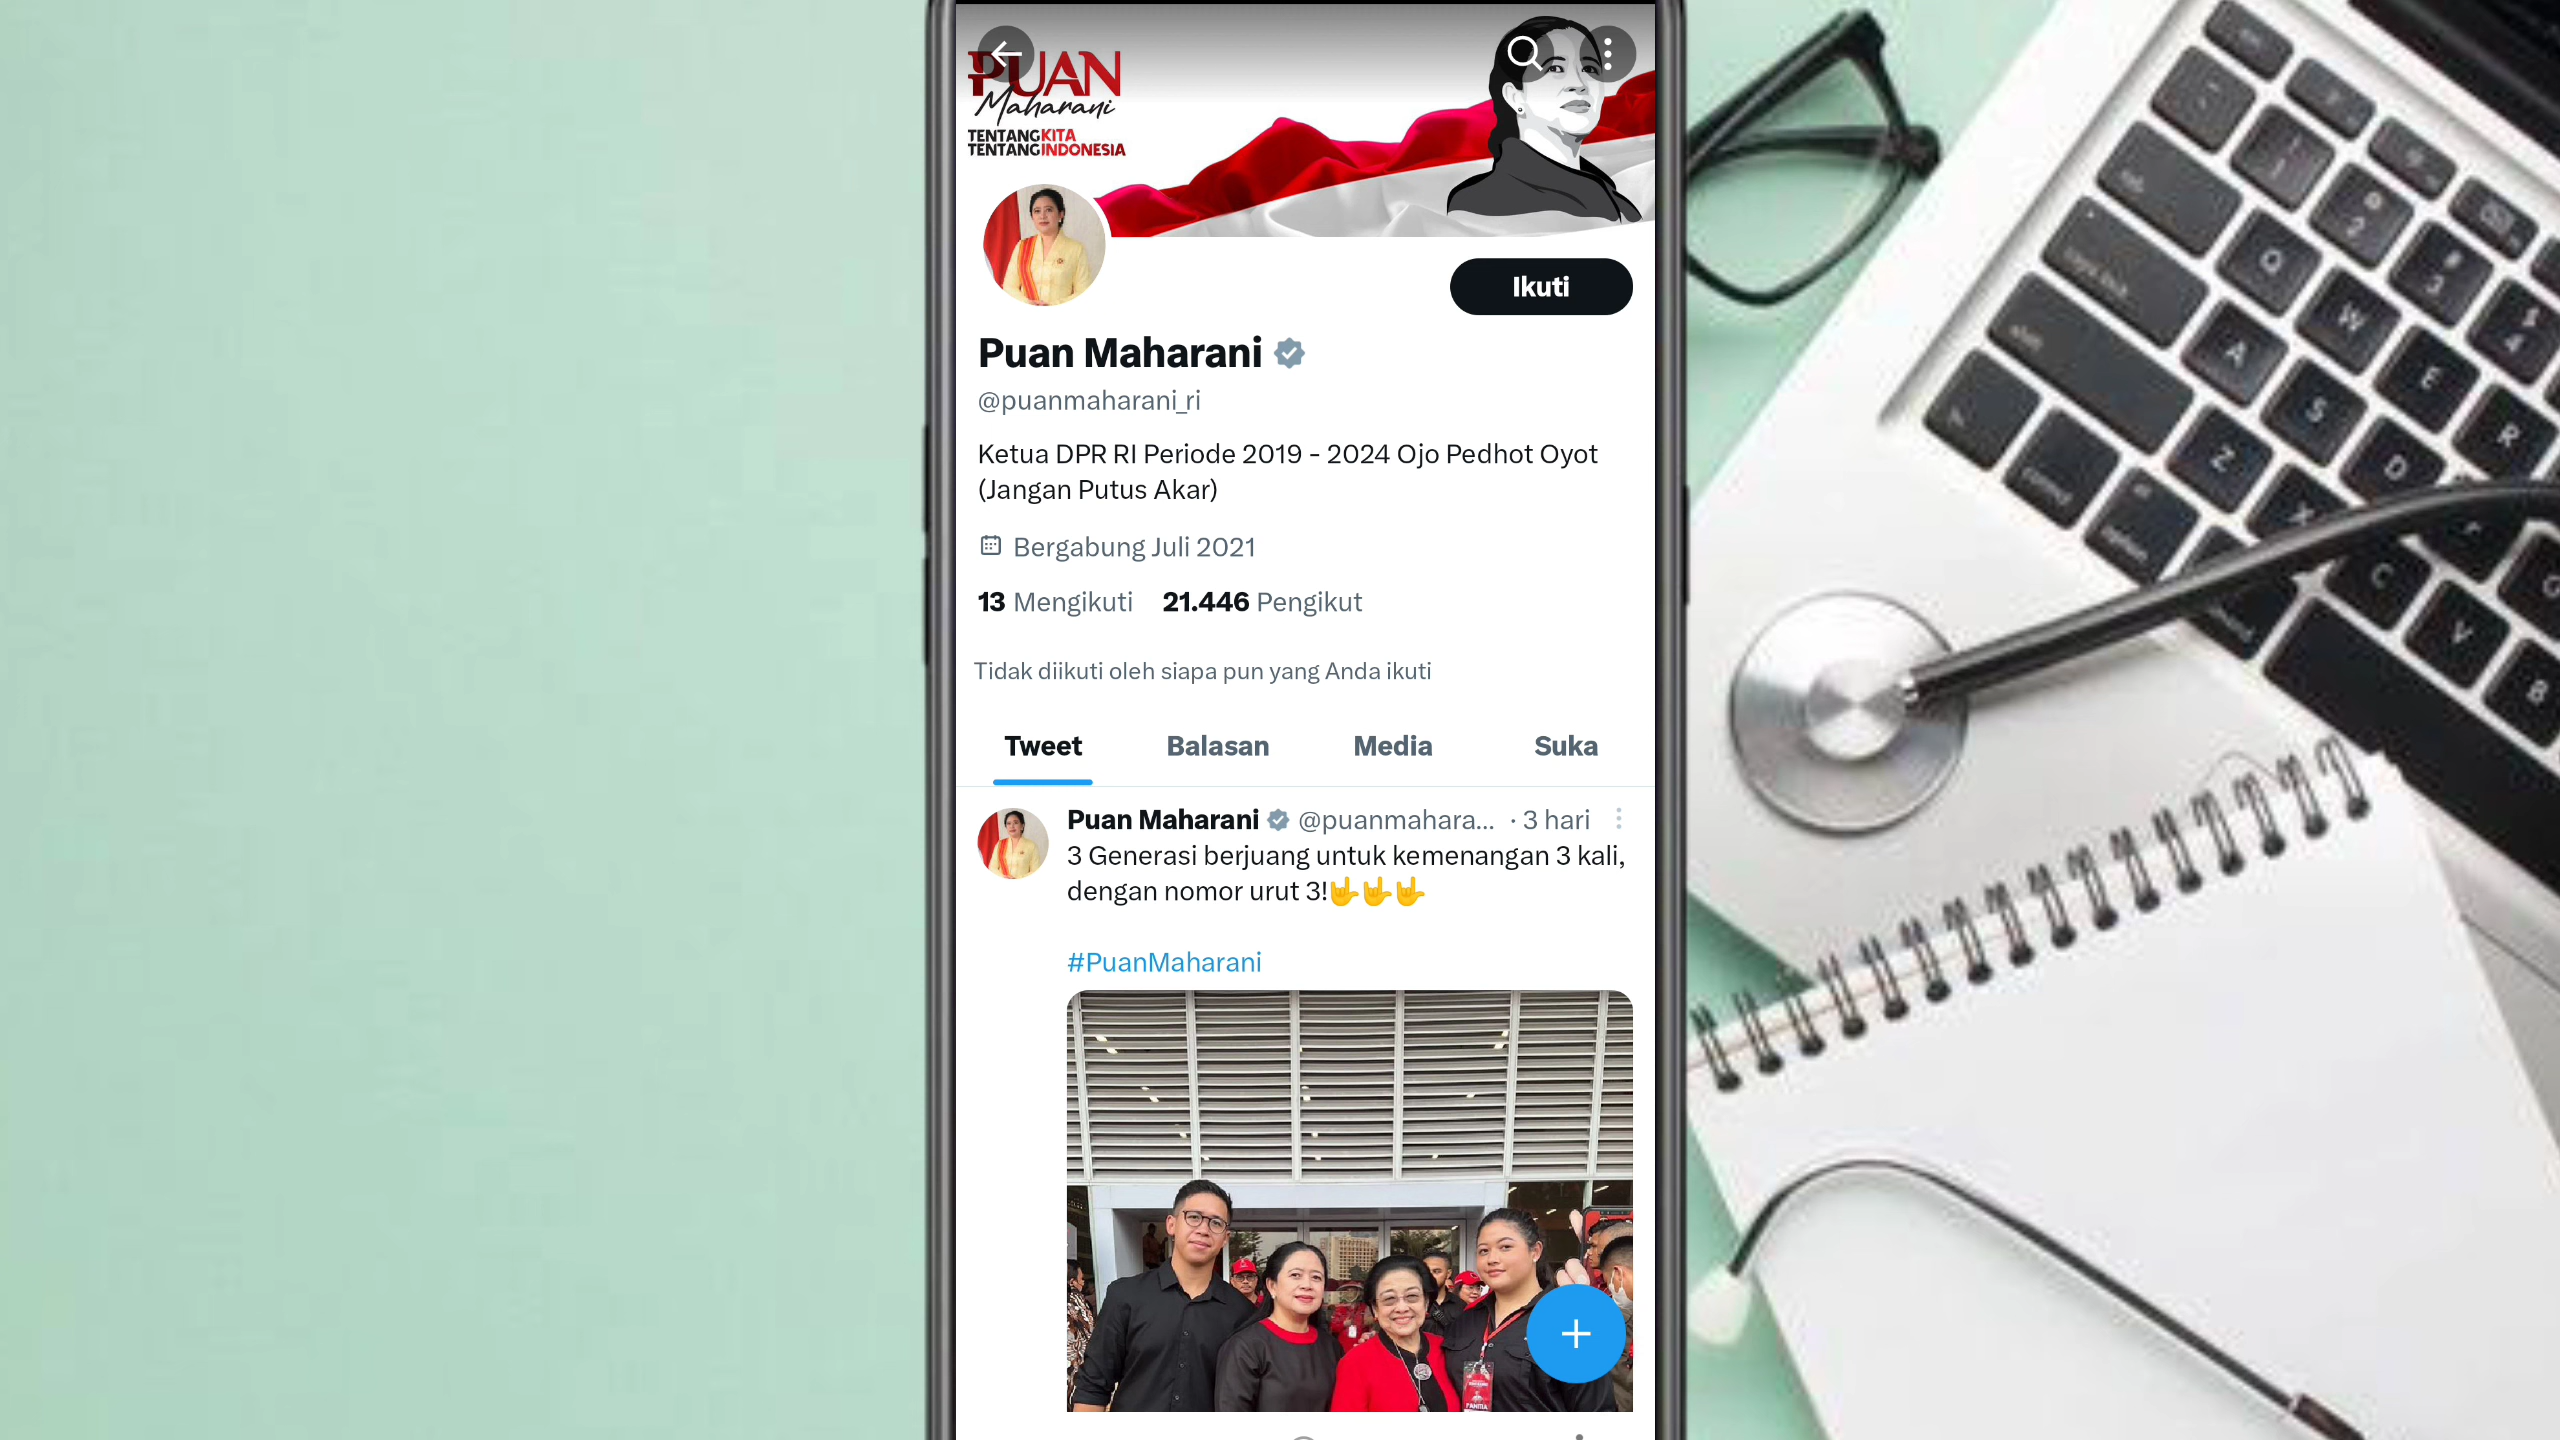 PUAN
Maharani
TENTANGKITA
TENTANGINDONESIA
Ikuti
Puan Maharani
@puanmaharani_ri
Ketua DPR RI Periode 2019 - 2024 Ojo Pedhot Oyot
(Jangan Putus Akar)
Bergabung Juli 2021
13 Mengikuti 21.446 Pengikut
Tidak diikuti oleh siapa pun yang Anda ikuti
Tweet Balasan Media Suka
Puan Maharani @puanmahara... · 3 hari
3 Generasi berjuang untuk kemenangan 3 kali,
dengan nomor urut 3!🤟🤟🤟
#PuanMaharani
PANITIA